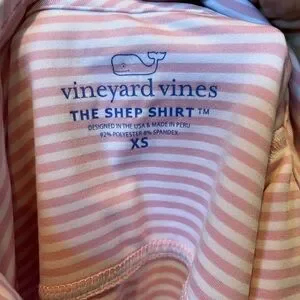 vineyard vines
THE SHEP SHIRT™
DESIGNED IN THE USA & MADE IN PERU
92% POLYESTER 8% SPANDEX
XS